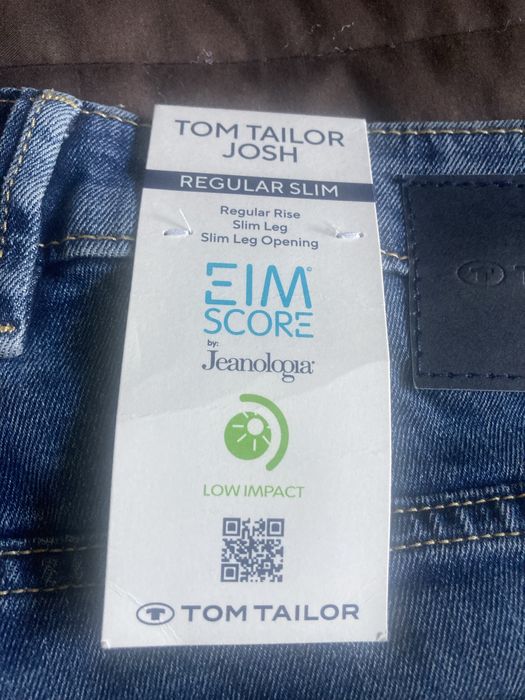 TOM TAILOR
JOSH
REGULAR SLIM
Regular Rise
Slim Leg
Slim Leg Opening
EIM®
SCORE
by:
Jeanologia®
LOW IMPACT
TOM TAILOR